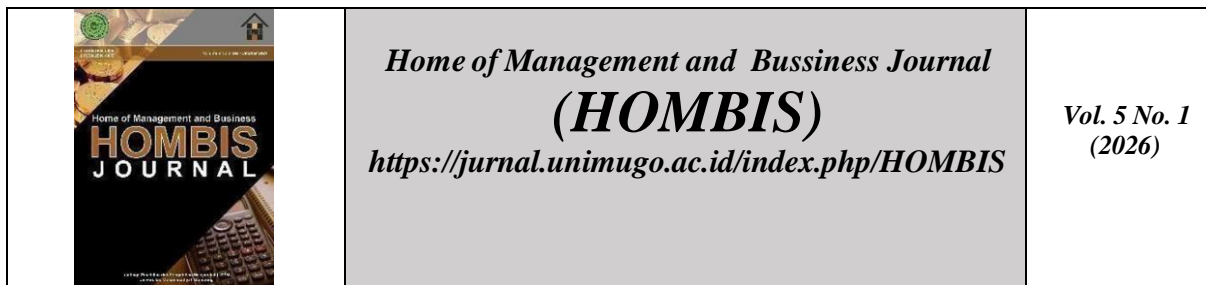 Home of Management and Business
HOMBIS
JOURNAL
Home of Management and Bussiness Journal
(HOMBIS)
https://jurnal.unimugo.ac.id/index.php/HOMBIS
Vol. 5 No. 1
(2026)